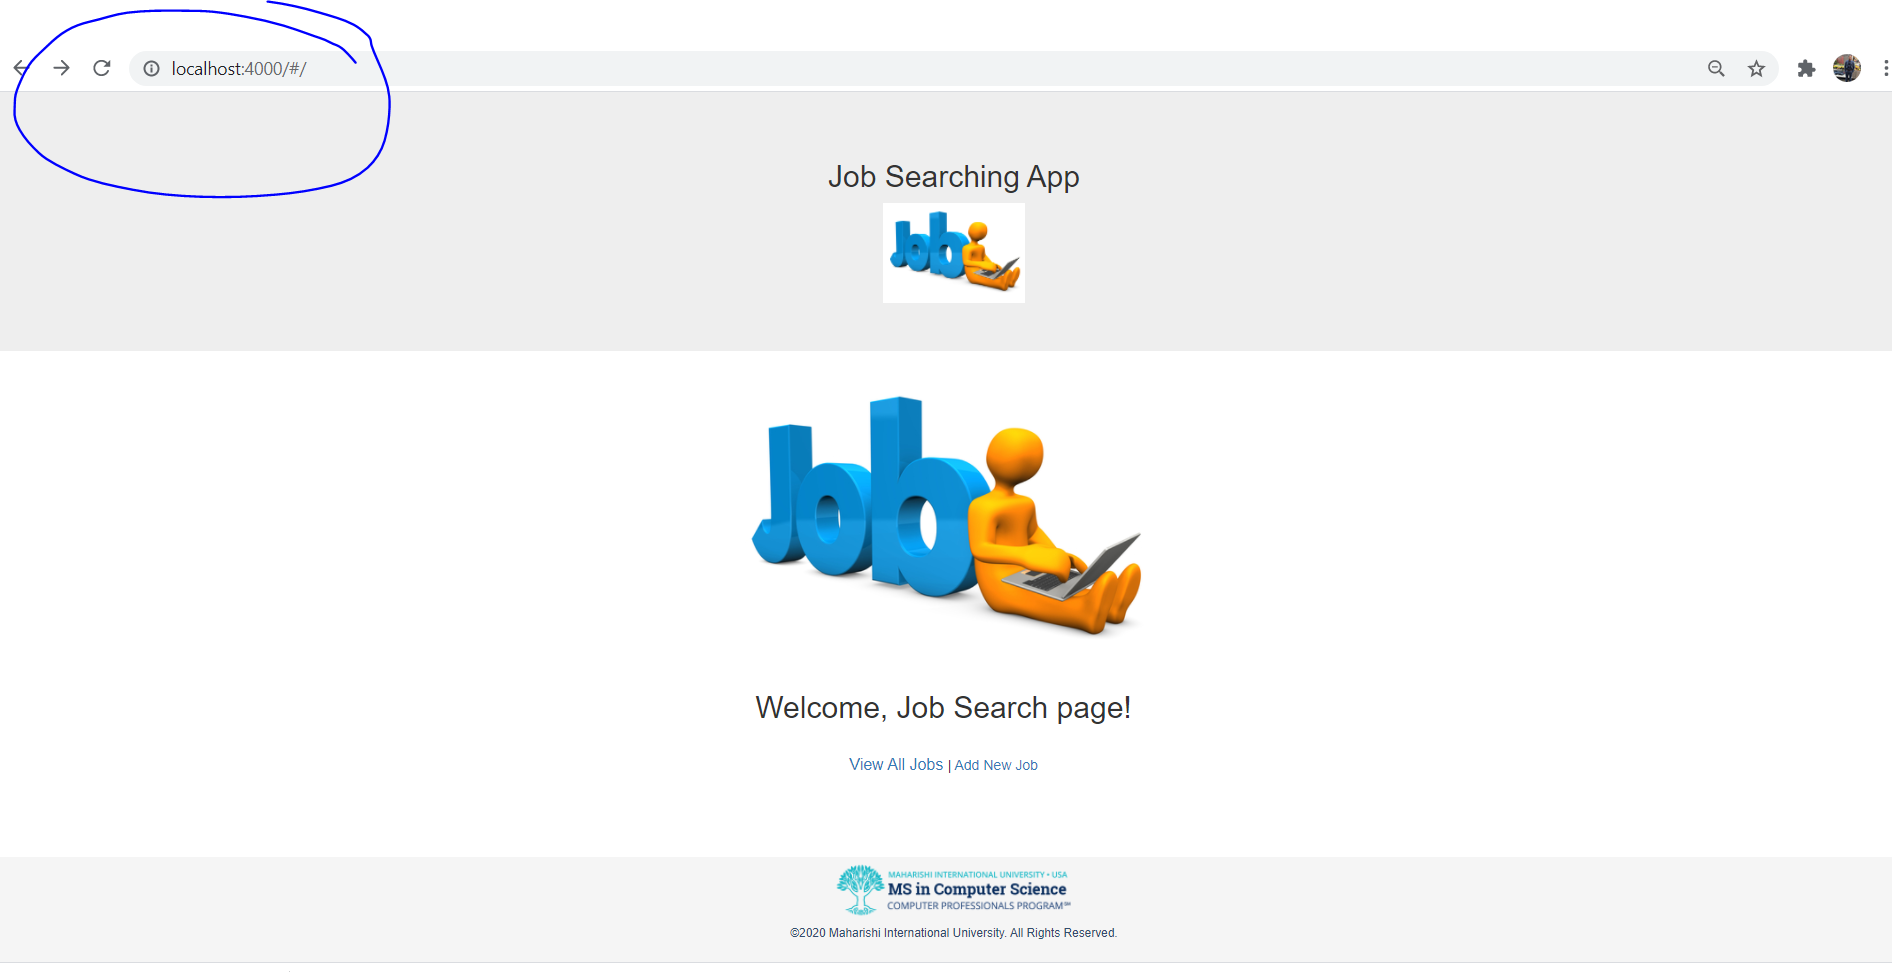 localhost:4000/#/
Job Searching App
Job
Job
Welcome, Job Search page!
View All Jobs | Add New Job
MAHARISHI INTERNATIONAL UNIVERSITY • USA
MS in Computer Science
COMPUTER PROFESSIONALS PROGRAM℠
©2020 Maharishi International University. All Rights Reserved.